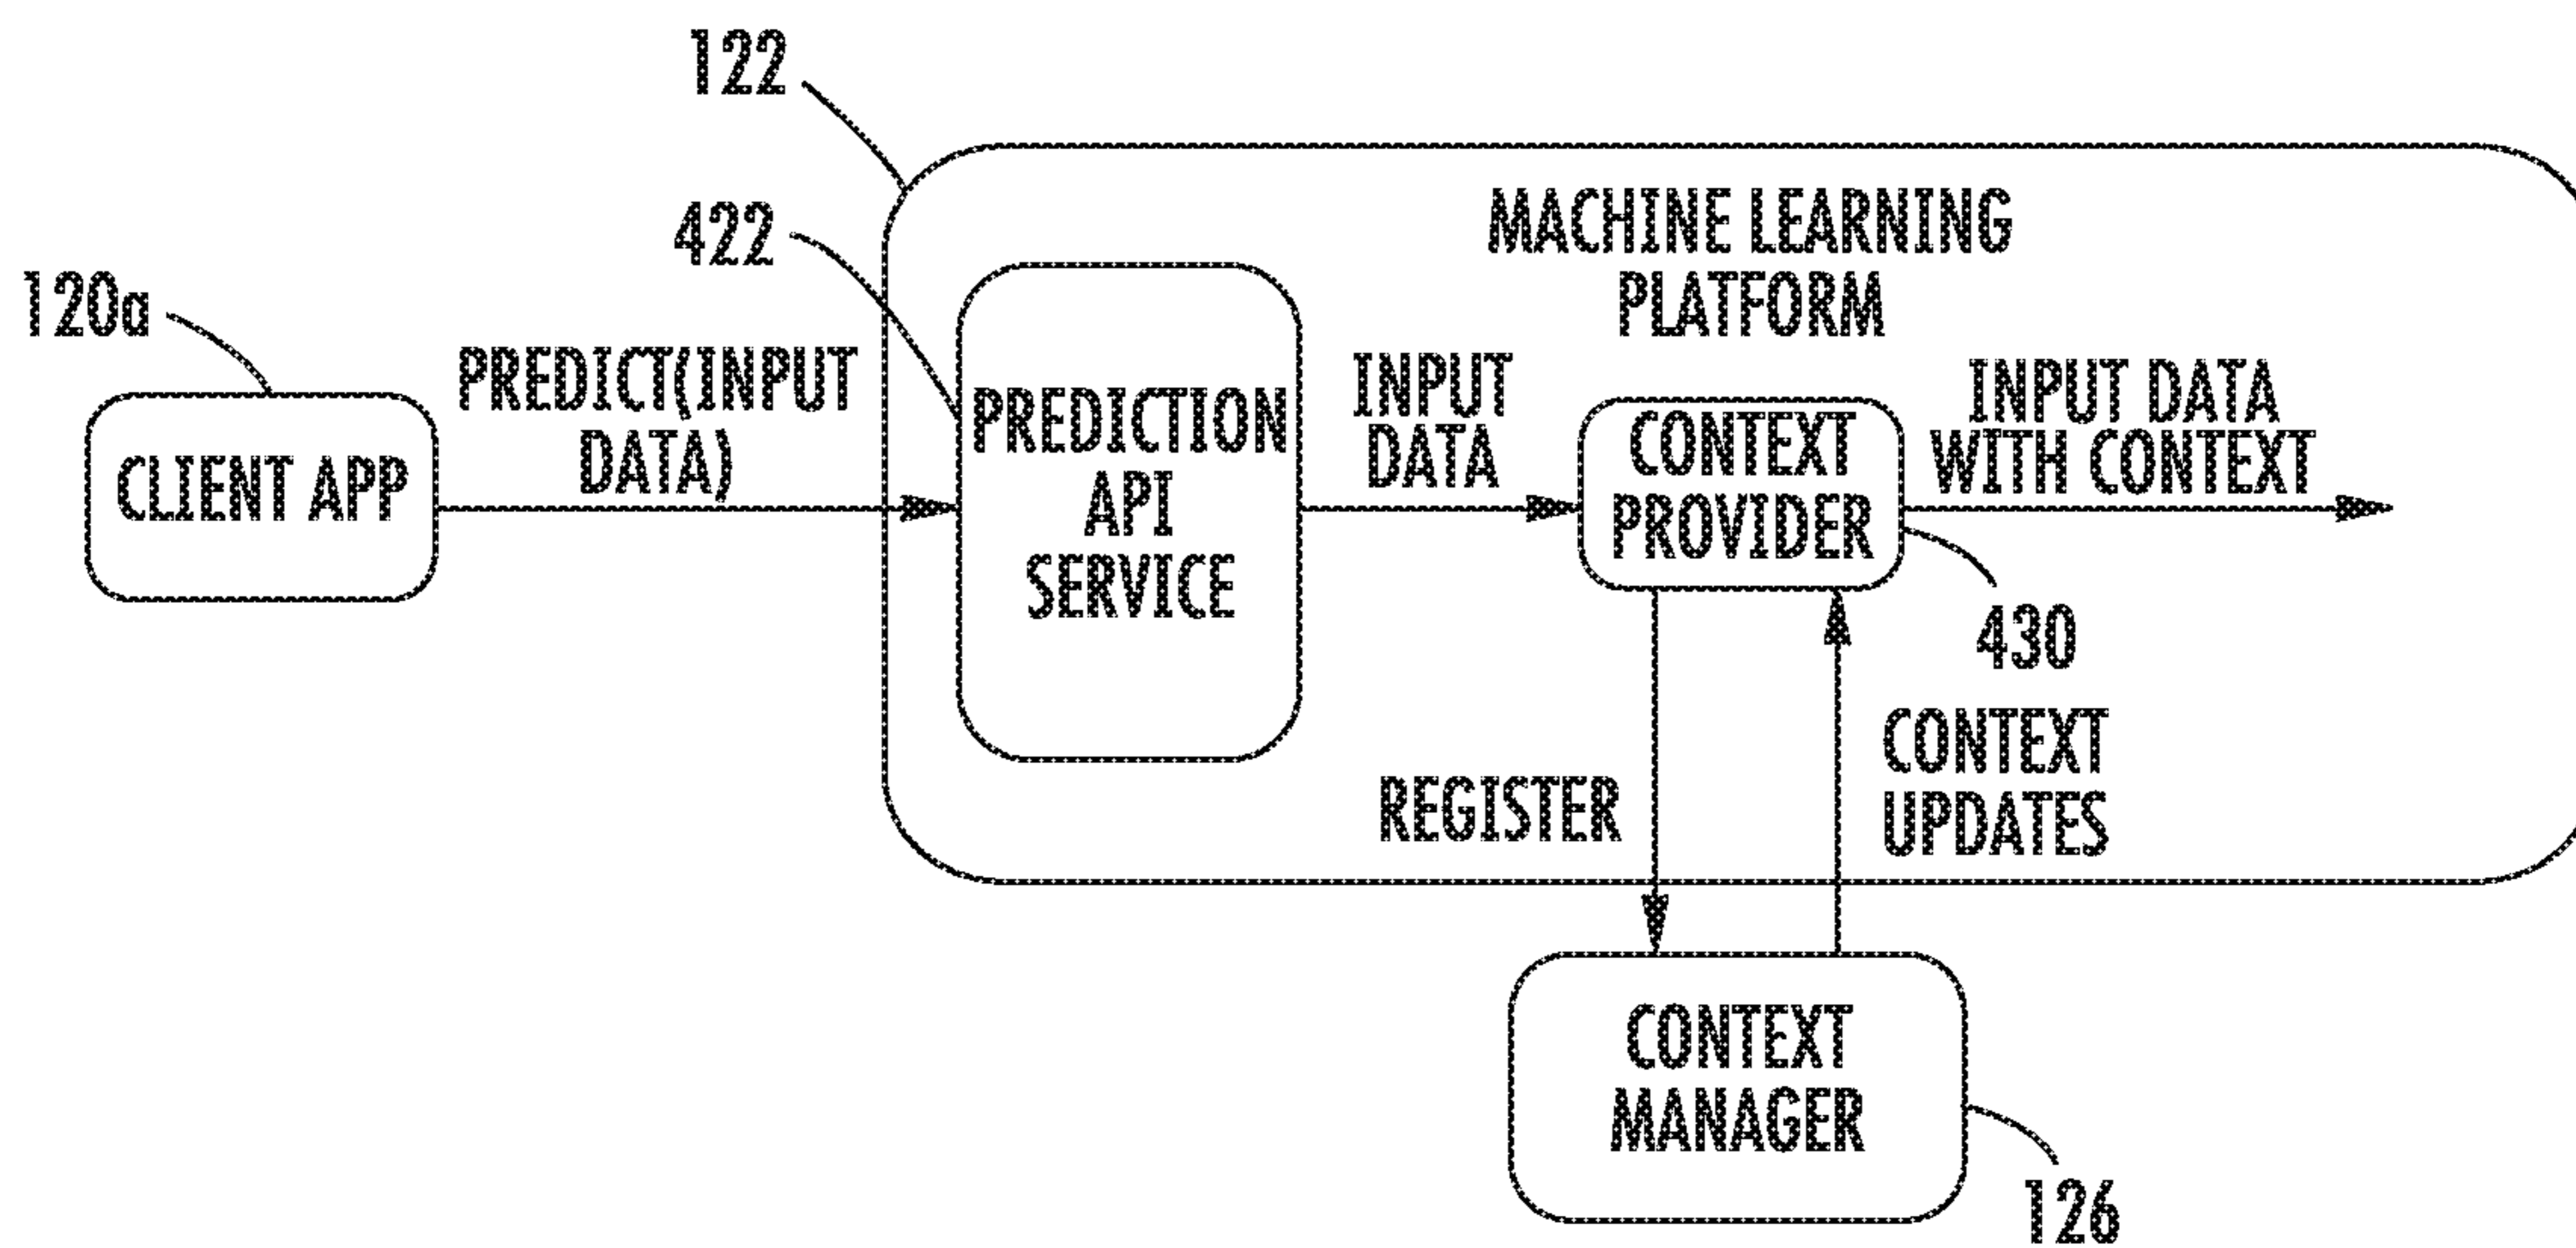 122
MACHINE LEARNING
PLATFORM
422
120a
PREDICT(INPUT
DATA)
CLIENT APP
PREDICTION
API
SERVICE
INPUT
DATA
CONTEXT
PROVIDER
INPUT DATA
WITH CONTEXT
430
REGISTER
CONTEXT
UPDATES
CONTEXT
MANAGER
126